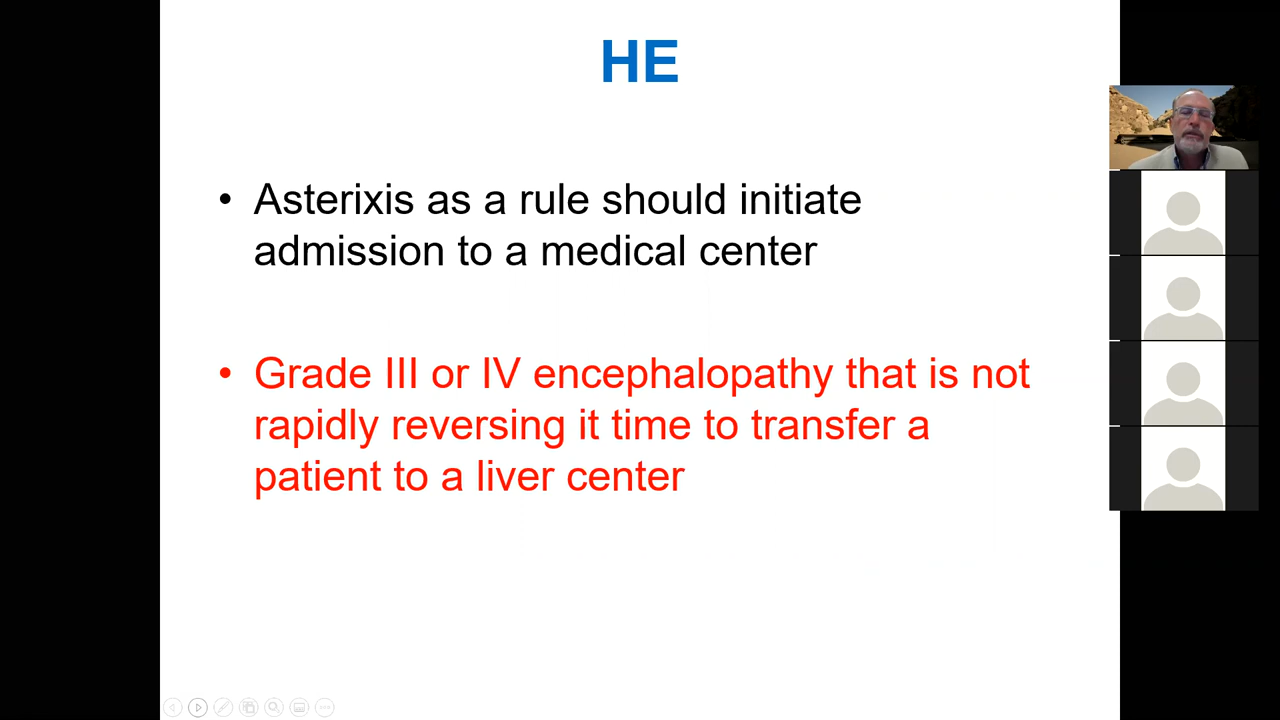 HE
• Asterixis as a rule should initiate
admission to a medical center
• Grade III or IV encephalopathy that is not
rapidly reversing it time to transfer a
patient to a liver center